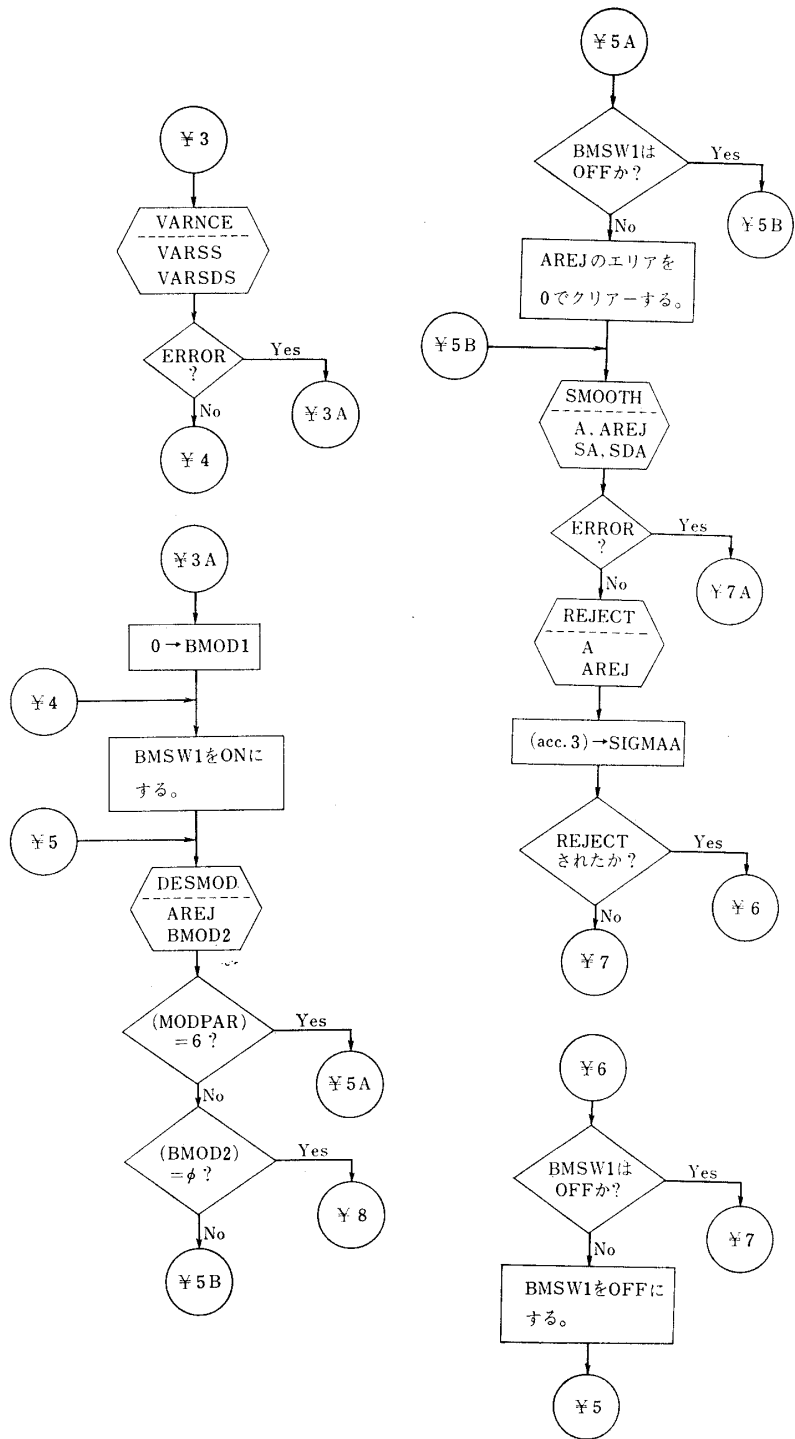 ¥3
VARNCE
VARSS
VARSDS
ERROR
?
Yes
¥3A
No
¥4
¥3A
0→BMOD1
¥4
BMSW1をONに
する。
¥5
DESMOD
AREJ
BMOD2
(MODPAR)
=6?
Yes
¥5A
No
(BMOD2)
=φ?
Yes
¥8
No
¥5B
¥5A
BMSW1は
OFFか?
Yes
¥5B
No
AREJのエリアを
0でクリアーする。
¥5B
SMOOTH
A, AREJ
SA, SDA
ERROR
?
Yes
¥7A
No
REJECT
A
AREJ
(acc.3)→SIGMAA
REJECT
されたか?
Yes
¥6
No
¥7
¥6
BMSW1は
OFFか?
Yes
¥7
No
BMSW1をOFFに
する。
¥5